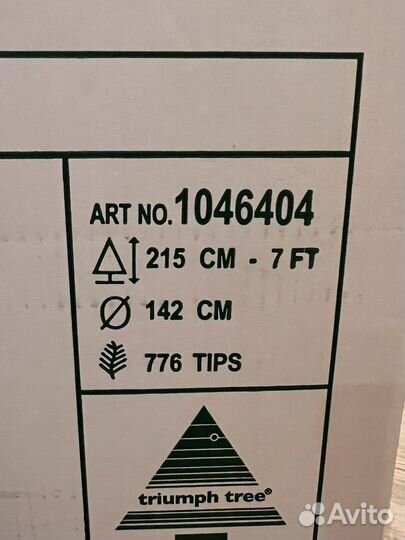 ART NO. 1046404
215 CM - 7 FT
Ø 142 CM
776 TIPS
triumph tree®
Avito